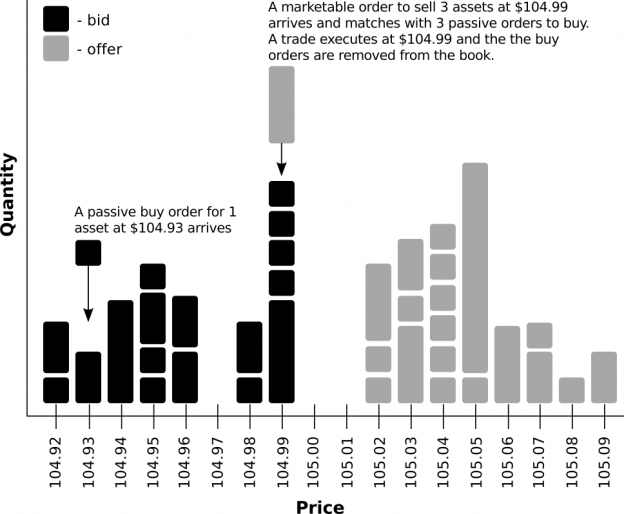 - bid
- offer
A marketable order to sell 3 assets at $104.99
arrives and matches with 3 passive orders to buy.
A trade executes at $104.99 and the the buy
orders are removed from the book.
A passive buy order for 1
asset at $104.93 arrives
Quantity
104.92
104.93
104.94
104.95
104.96
104.97
104.98
104.99
105.00
105.01
105.02
105.03
105.04
105.05
105.06
105.07
105.08
105.09
Price